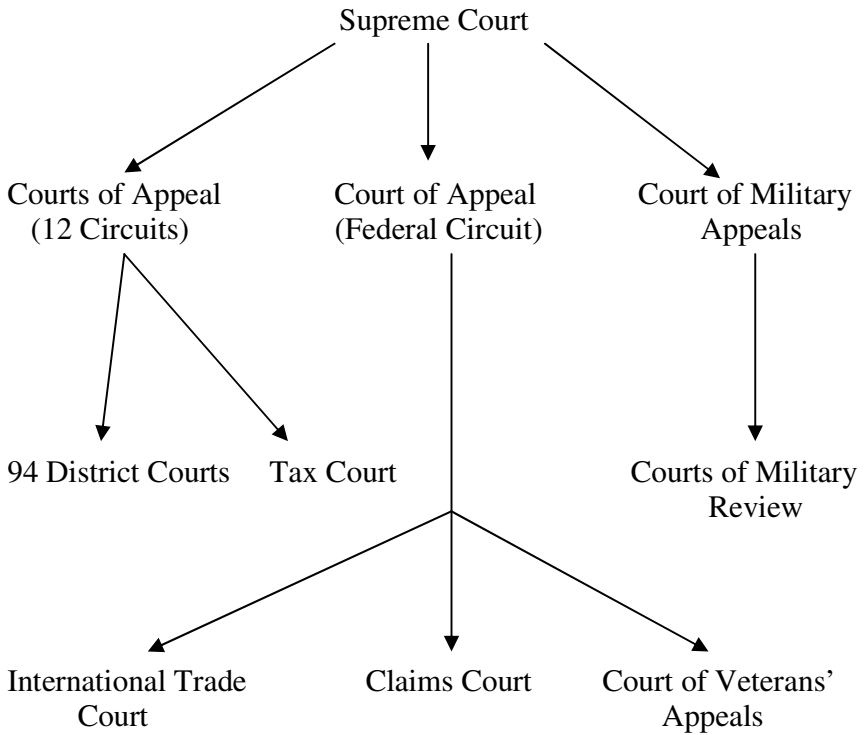 Supreme Court
Courts of Appeal
(12 Circuits)
Court of Appeal
(Federal Circuit)
Court of Military
Appeals
94 District Courts
Tax Court
Courts of Military
Review
International Trade
Court
Claims Court
Court of Veterans’
Appeals